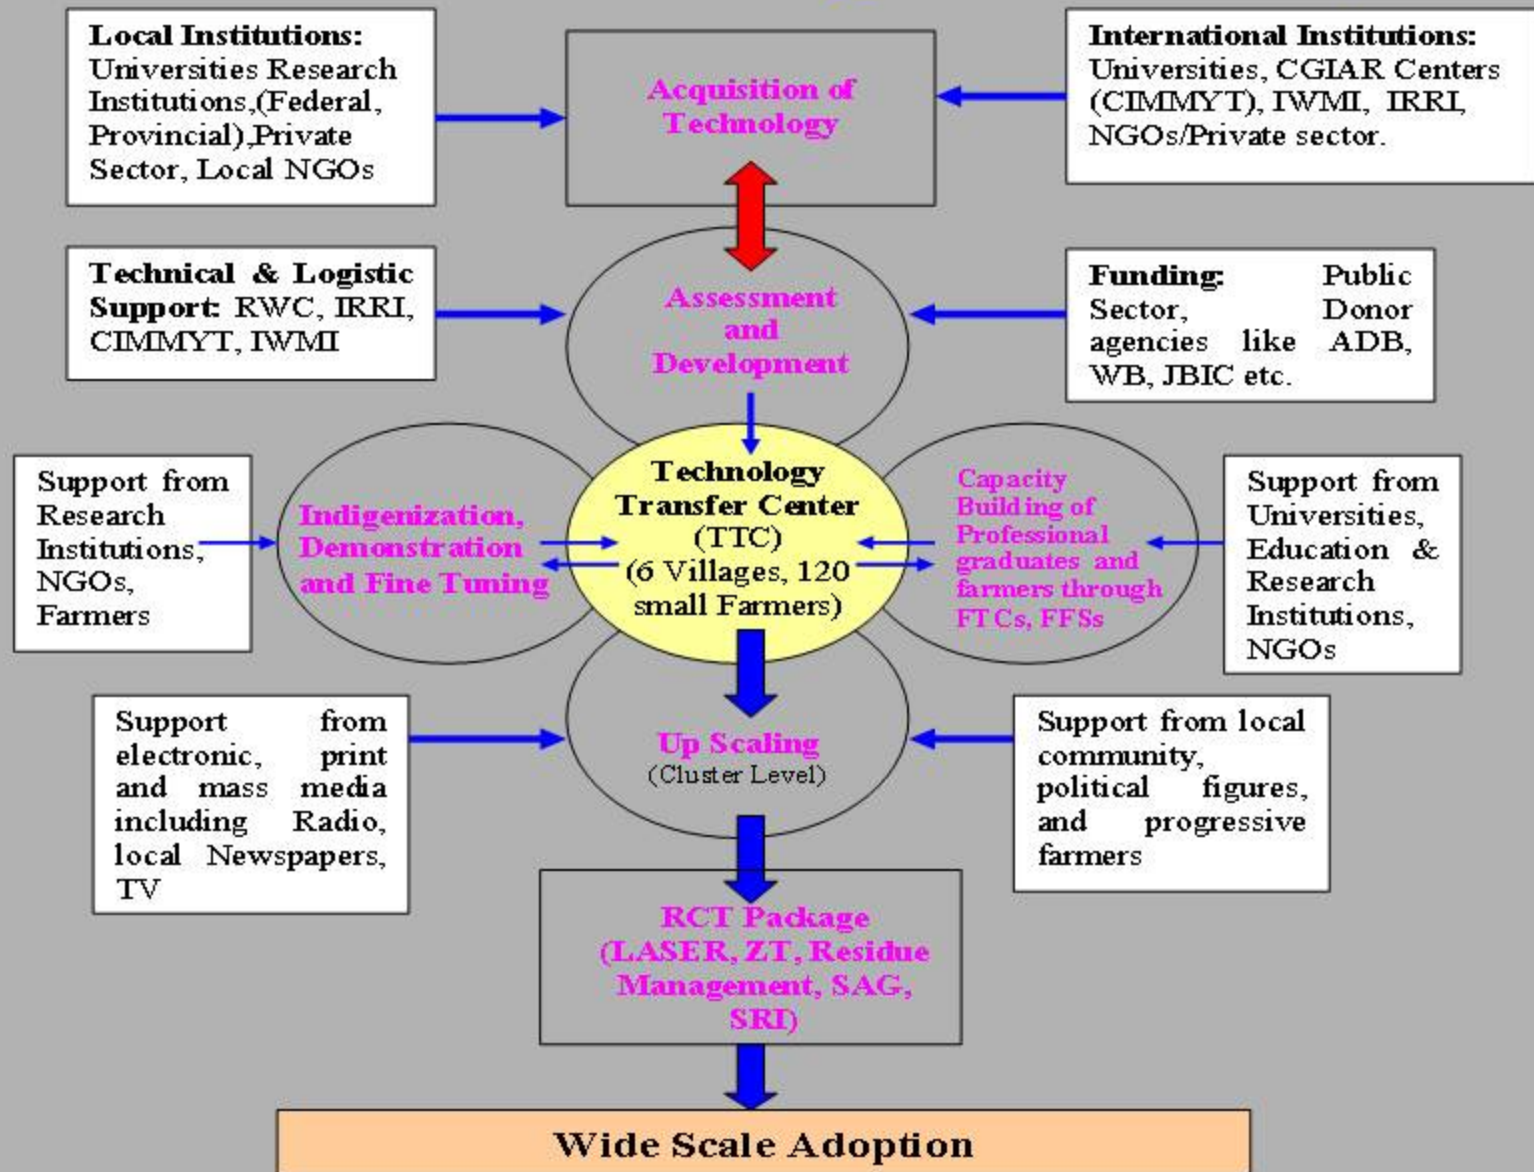 Local Institutions:
Universities Research
Institutions,(Federal,
Provincial),Private
Sector, Local NGOs
Acquisition of
Technology
International Institutions:
Universities, CGIAR Centers
(CIMMYT), IWMI, IRRI,
NGOs/Private sector.
Technical & Logistic
Support: RWC, IRRI,
CIMMYT, IWMI
Assessment
and
Development
Funding: Public
Sector, Donor
agencies like ADB,
WB, JBIC etc.
Support from
Research
Institutions,
NGOs,
Farmers
Indigenization,
Demonstration
and Fine Tuning
Technology
Transfer Center
(TTC)
(6 Villages, 120
small Farmers)
Capacity
Building of
Professional
graduates and
farmers through
FTCs, FFSs
Support from
Universities,
Education &
Research
Institutions,
NGOs
Support from
electronic, print
and mass media
including Radio,
local Newspapers,
TV
Up Scaling
(Cluster Level)
Support from local
community,
political figures,
and progressive
farmers
RCT Package
(LASER, ZT, Residue
Management, SAG,
SRI)
Wide Scale Adoption